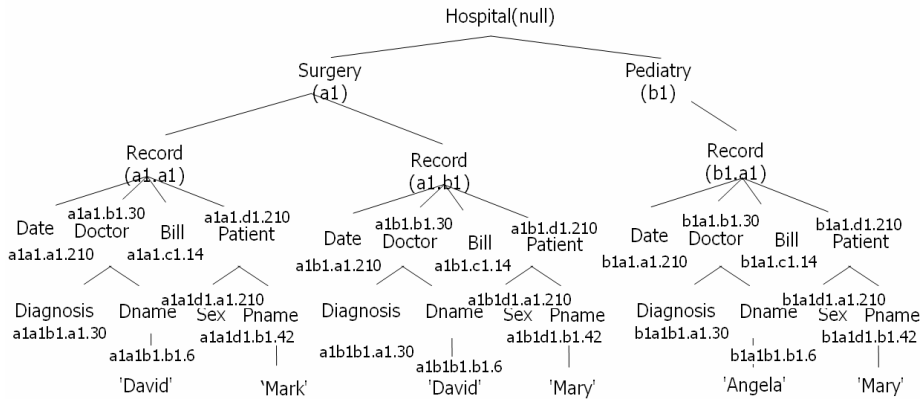 Hospital(null)
Surgery
(a1)
Pediatry
(b1)
Record
(a1.a1)
Record
(a1.b1)
Record
(b1.a1)
Date
a1a1.a1.210
a1a1.b1.30
Doctor
Bill
a1a1.c1.14
a1a1.d1.210
Patient
Date
a1b1.a1.210
a1b1.b1.30
Doctor
Bill
a1b1.c1.14
a1b1.d1.210
Patient
Date
b1a1.a1.210
b1a1.b1.30
Doctor
Bill
b1a1.c1.14
b1a1.d1.210
Patient
Diagnosis
a1a1b1.a1.30
Dname
a1a1b1.b1.6
'David'
a1a1d1.a1.210
Sex
Pname
a1a1d1.b1.42
'Mark'
Diagnosis
a1b1b1.a1.30
Dname
a1b1b1.b1.6
'David'
a1b1d1.a1.210
Sex
Pname
a1b1d1.b1.42
'Mary'
Diagnosis
b1a1b1.a1.30
Dname
b1a1b1.b1.6
'Angela'
b1a1d1.a1.210
Sex
Pname
b1a1d1.b1.42
'Mary'